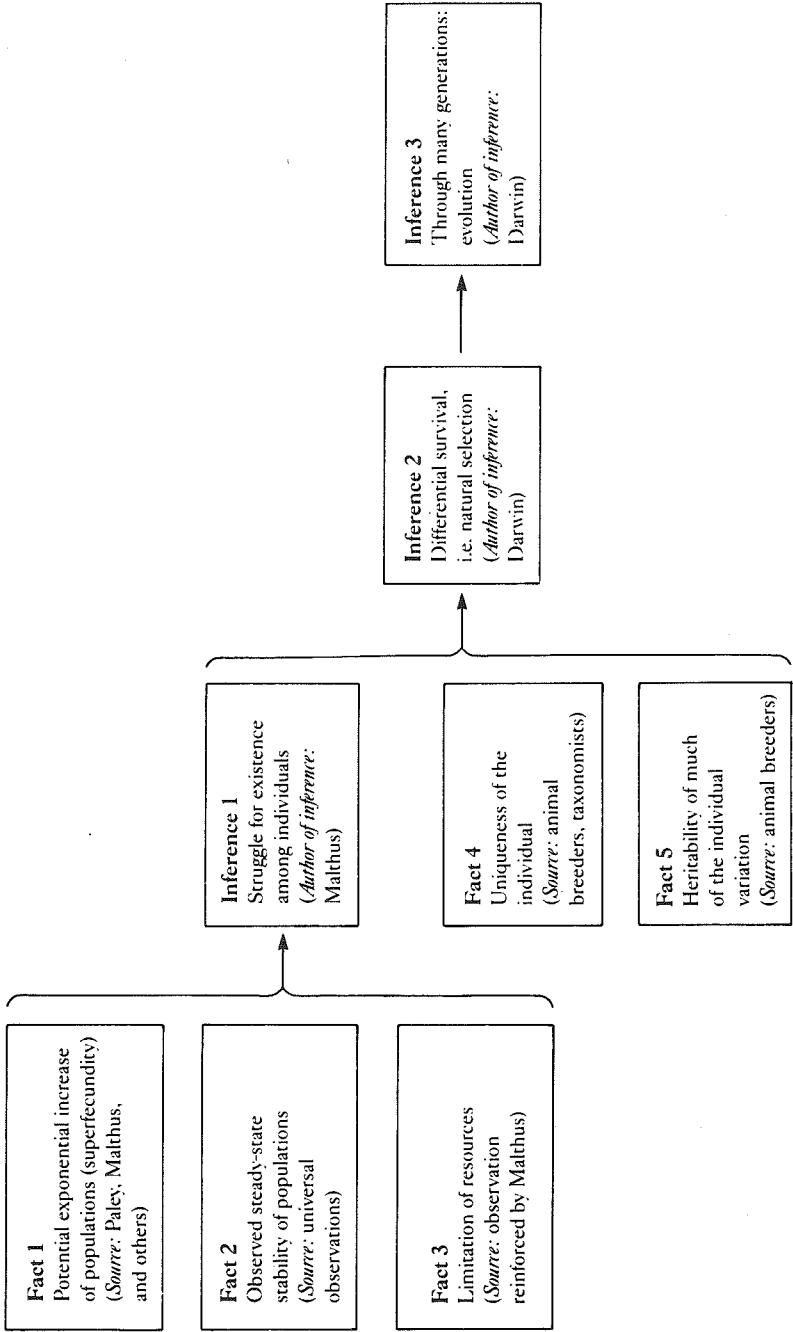 Fact 1
Potential exponential increase
of populations (superfecundity)
(Source: Paley, Malthus,
and others)
Fact 2
Observed steady-state
stability of populations
(Source: universal
observations)
Fact 3
Limitation of resources
(Source: observation
reinforced by Malthus)
Inference 1
Struggle for existence
among individuals
(Author of inference:
Malthus)
Fact 4
Uniqueness of the
individual
(Source: animal
breeders, taxonomists)
Fact 5
Heritability of much
of the individual
variation
(Source: animal breeders)
Inference 2
Differential survival,
i.e. natural selection
(Author of inference:
Darwin)
Inference 3
Through many generations:
evolution
(Author of inference:
Darwin)